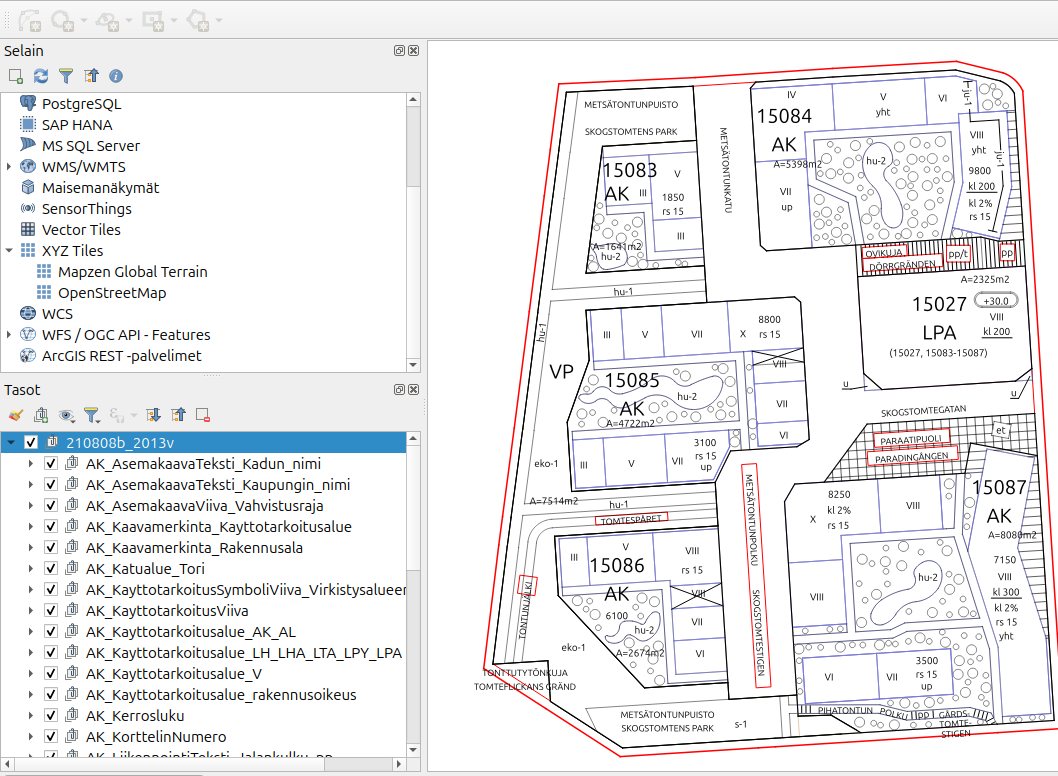 Selain
PostgreSQL
SAP HANA
MS SQL Server
WMS/WMTS
Maisemanäkymät
SensorThings
Vector Tiles
XYZ Tiles
Mapzen Global Terrain
OpenStreetMap
WCS
WFS / OGC API - Features
ArcGIS REST -palvelimet
Tasot
210808b_2013v
AK_AsemakaavaTeksti_Kadun_nimi
AK_AsemakaavaTeksti_Kaupungin_nimi
AK_AsemakaavaViiva_Vahvistusraja
AK_Kaavamerkinta_Kayttotarkoitusalue
AK_Kaavamerkinta_Rakennusala
AK_Katualue_Tori
AK_KayttotarkoitusSymboliViiva_Virkistysalueer
AK_KayttotarkoitusViiva
AK_Kayttotarkoitusalue_AK_AL
AK_Kayttotarkoitusalue_LH_LHA_LTA_LPY_LPA
AK_Kayttotarkoitusalue_V
AK_Kayttotarkoitusalue_rakennusoikeus
AK_Kerrosluku
AK_KorttelinNumero
METSÄTONTUNPUISTO
SKOGSTOMTENS PARK
15083
AK
III
V
1850
rs 15
III
A=1641m2
hu-2
METSÄTONTUNKATU
15084
AK
A=5398m2
IV
V
yht
VI
ju-1
VIII
yht
ju-1
9800
kl 200
kl 2%
rs 15
VII
up
hu-2
OVIKUJA,
DÖRRGRÄNDEN
pp/t
pp
A=2325m2
15027
+30.0
VIII
LPA
kl 200
(15027, 15083-15087)
u
u
hu-1
hu-1
VP
III
V
VII
X
8800
rs 15
VIII
15085
AK
A=4722m2
hu-2
VII
VI
III
V
VII
3100
rs 15
up
eko-1
A=7514m2
hu-1
TOMTESPÅRET
SKOGSTOMTEGATAN
et
PARAATIPUOLI
PARADINGÅNGEN
METSÄTONTUNPOLKU
SKOGSTOMTESTIGEN
15087
AK
A=8080m2
8250
kl 2%
rs 15
X
VIII
VIII
hu-2
7150
VIII
kl 300
kl 2%
rs 15
yht
III
V
VIII
rs 15
15086
AK
VIII
6100
hu-2
VII
A=2674m2
VI
TONTUNJÄLKI
eko-1
TONTTUTYTÖNKUJA
TOMTEFLICKANS GRÄND
METSÄTONTUNPUISTO
SKOGSTOMTENS PARK
s-1
VI
VII
3500
rs 15
up
PIHATONTUN POLKU
pp
GÅRDS-
TOMTE-
STIGEN